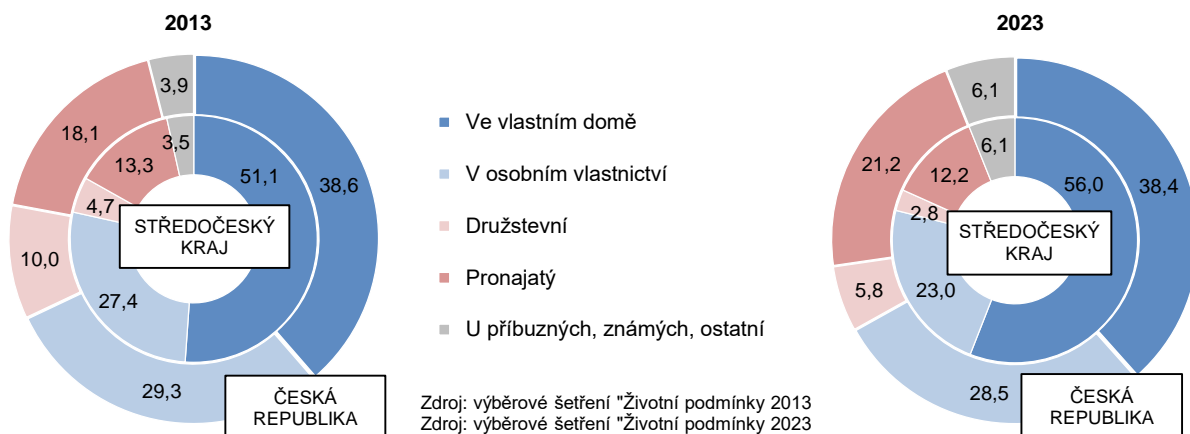 2013
3,9
18,1
3,5
13,3
51,1
38,6
4,7
STŘEDOČESKÝ
KRAJ
10,0
27,4
29,3
ČESKÁ
REPUBLIKA
Ve vlastním domě
V osobním vlastnictví
Družstevní
Pronajatý
U příbuzných, známých, ostatní
Zdroj: výběrové šetření "Životní podmínky 2013
Zdroj: výběrové šetření "Životní podmínky 2023
2023
6,1
6,1
21,2
12,2
56,0
38,4
2,8
STŘEDOČESKÝ
KRAJ
5,8
23,0
28,5
ČESKÁ
REPUBLIKA